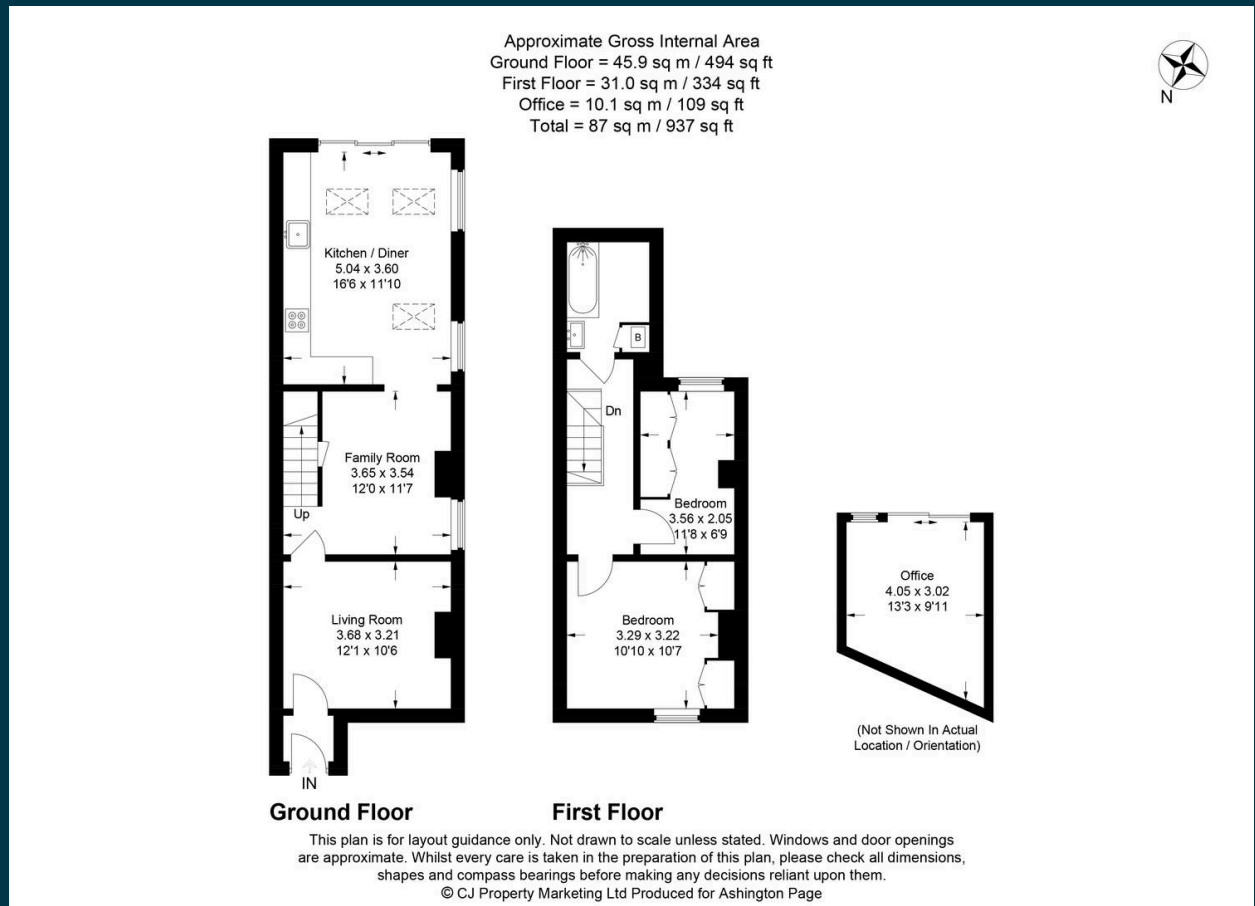 Approximate Gross Internal Area
Ground Floor = 45.9 sq m / 494 sq ft
First Floor = 31.0 sq m / 334 sq ft
Office = 10.1 sq m / 109 sq ft
Total = 87 sq m / 937 sq ft
N
Kitchen / Diner
5.04 x 3.60
16'6 x 11'10
Family Room
3.65 x 3.54
12'0 x 11'7
Up
Living Room
3.68 x 3.21
12'1 x 10'6
IN
B
Dn
Bedroom
3.56 x 2.05
11'8 x 6'9
Bedroom
3.29 x 3.22
10'10 x 10'7
Office
4.05 x 3.02
13'3 x 9'11
(Not Shown In Actual
Location / Orientation)
Ground Floor
First Floor
This plan is for layout guidance only. Not drawn to scale unless stated. Windows and door openings
are approximate. Whilst every care is taken in the preparation of this plan, please check all dimensions,
shapes and compass bearings before making any decisions reliant upon them.
© CJ Property Marketing Ltd Produced for Ashington Page